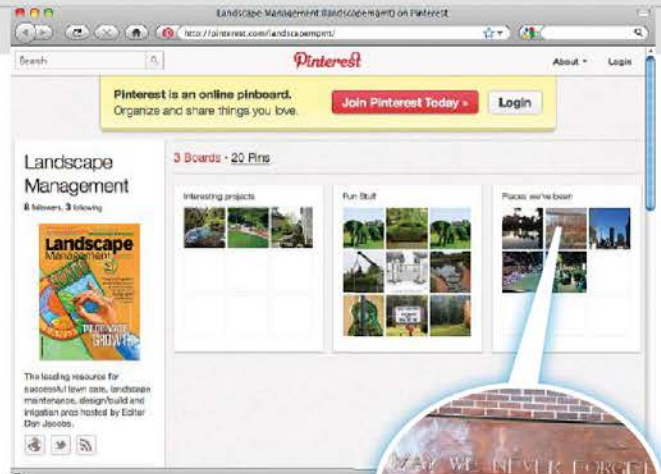 Landscape Management (landscapemgmt) on Pinterest
http://pinterest.com/landscapemgmt/
Search
Pinterest
About
Login
Pinterest is an online pinboard.
Organize and share things you love.
Join Pinterest Today »
Login
Landscape
Management
8 followers, 3 following
3 Boards · 20 Pins
Interesting projects
Fun Stuff
Places we've been
Landscape
Management
GROWTH
The leading resource for
successful lawn care, landscape
maintenance, design/build and
irrigation pros hosted by Editor
Dan Jacobs.
MAY WE NEVER FORGET